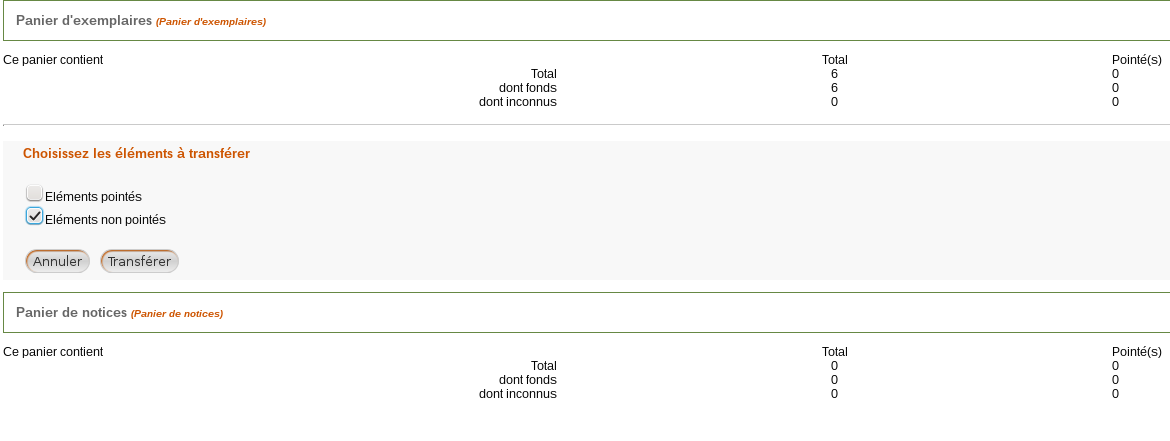 Panier d'exemplaires (Panier d'exemplaires)
Ce panier contient Total Pointé(s)
Total 6 0
dont fonds 6 0
dont inconnus 0 0
Choisissez les éléments à transférer
Eléments pointés
Eléments non pointés
Annuler Transférer
Panier de notices (Panier de notices)
Ce panier contient Total Pointé(s)
Total 0 0
dont fonds 0 0
dont inconnus 0 0